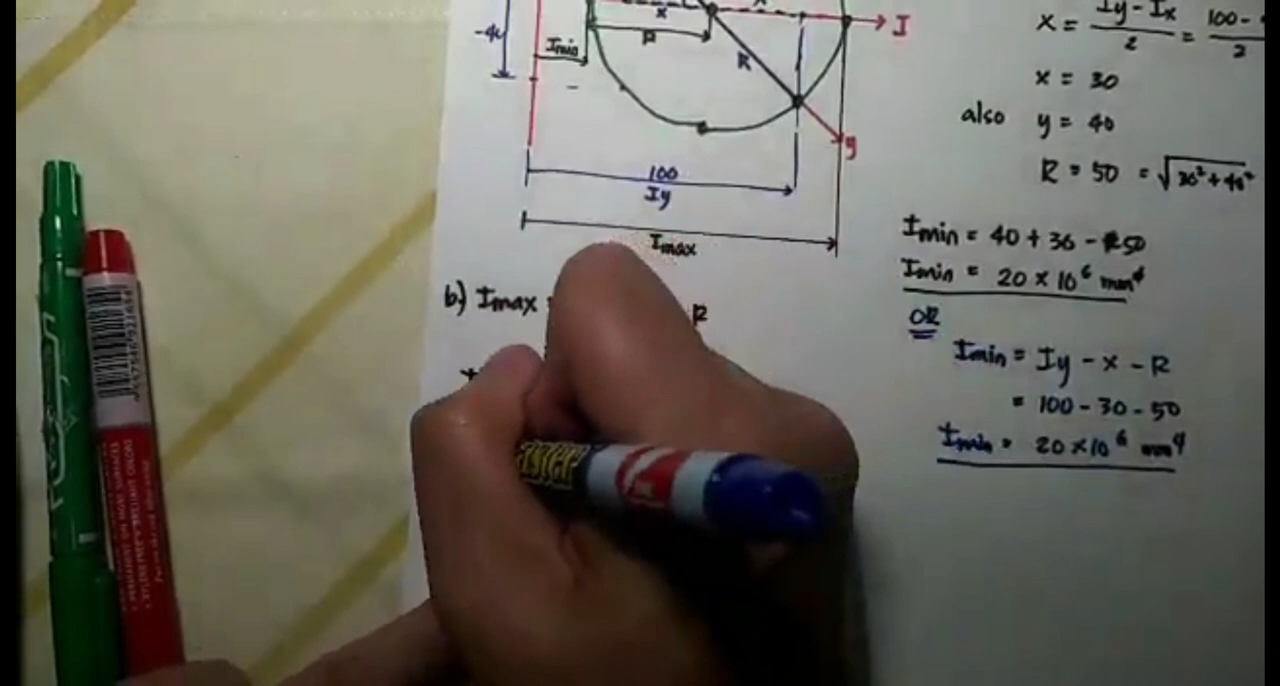 -40
Imin
x
x
I
R
R
y
100
Iy
Imax
x = Iy - Ix / 2 = 100 - / 2
x = 30
also y = 40
R = 50 = √30² + 40²
Imin = 40 + 30 - 50
Imin = 20 x 10⁶ mm⁴
OR
Imin = Iy - x - R
= 100 - 30 - 50
Imin = 20 x 10⁶ mm⁴
b.) Imax
R